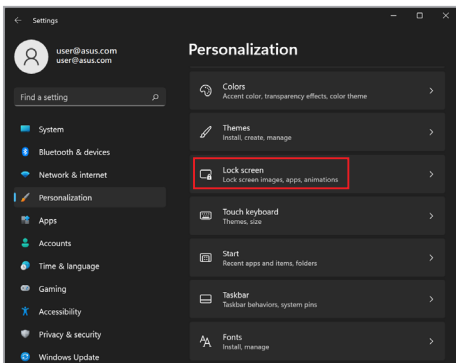 Settings
user@asus.com
user@asus.com
Find a setting
System
Bluetooth & devices
Network & internet
Personalization
Apps
Accounts
Time & language
Gaming
Accessibility
Privacy & security
Windows Update
Personalization
Colors
Accent color, transparency effects, color theme
Themes
Install, create, manage
Lock screen
Lock screen images, apps, animations
Touch keyboard
Themes, size
Start
Recent apps and items, folders
Taskbar
Taskbar behaviors, system pins
Fonts
Install, manage